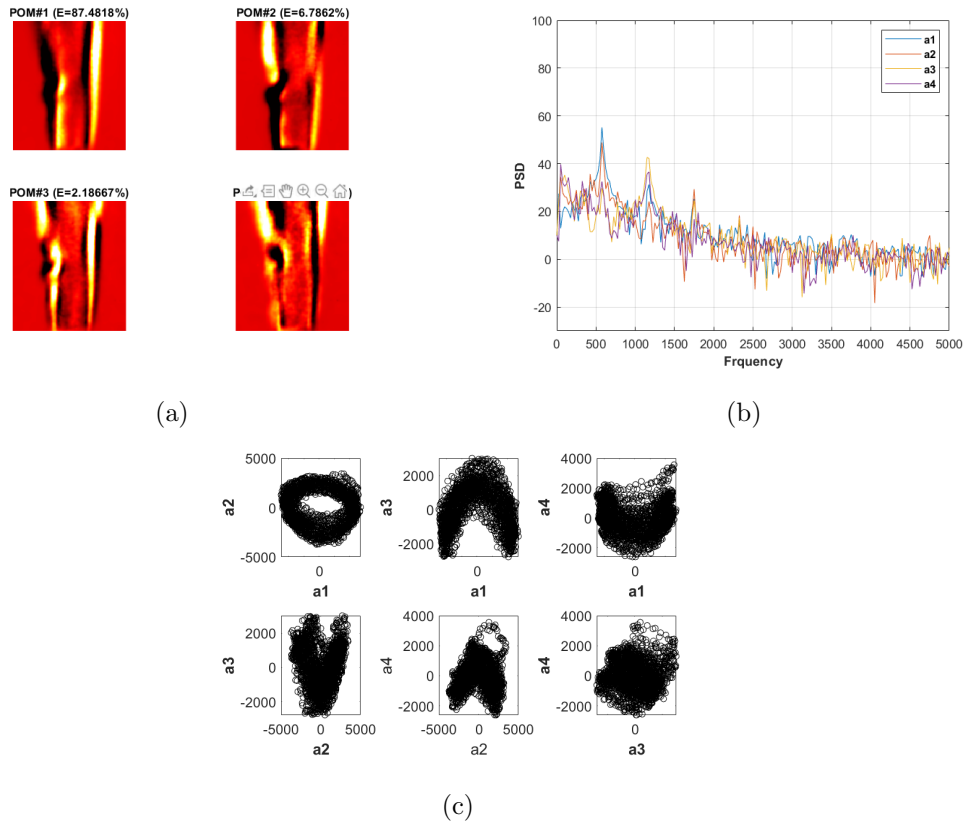 POM#1 (E=87.4818%)
POM#2 (E=6.7862%)
POM#3 (E=2.18667%)
P )
(a)
100
80
60
40
20
0
-20
PSD
0 500 1000 1500 2000 2500 3000 3500 4000 4500 5000
Frquency
a1
a2
a3
a4
(b)
5000
0
-5000
a2
0
a1
2000
0
-2000
a3
0
a1
4000
2000
0
-2000
a4
0
a1
2000
0
-2000
a3
-5000 0 5000
a2
4000
2000
0
-2000
a4
-5000 0 5000
a2
4000
2000
0
-2000
a4
0
a3
(c)